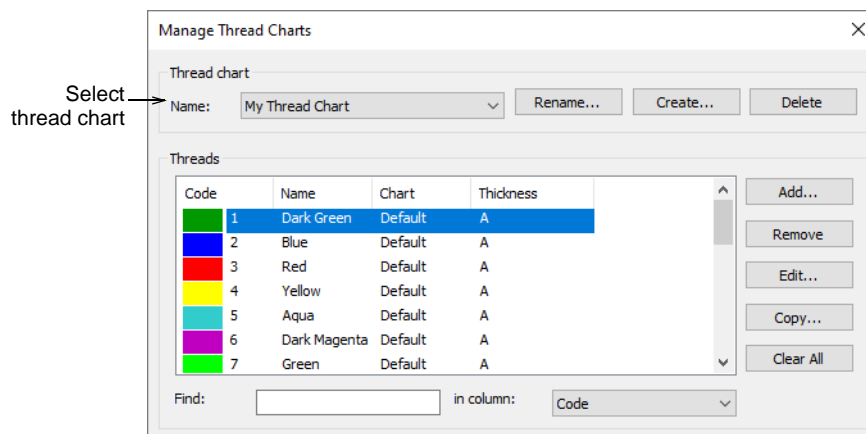 Manage Thread Charts
Thread chart
Select
thread chart
Name: My Thread Chart Rename... Create... Delete
Threads
Code Name Chart Thickness Add...
1 Dark Green Default A
2 Blue Default A Remove
3 Red Default A Edit...
4 Yellow Default A
5 Aqua Default A Copy...
6 Dark Magenta Default A
7 Green Default A Clear All
Find: in column: Code